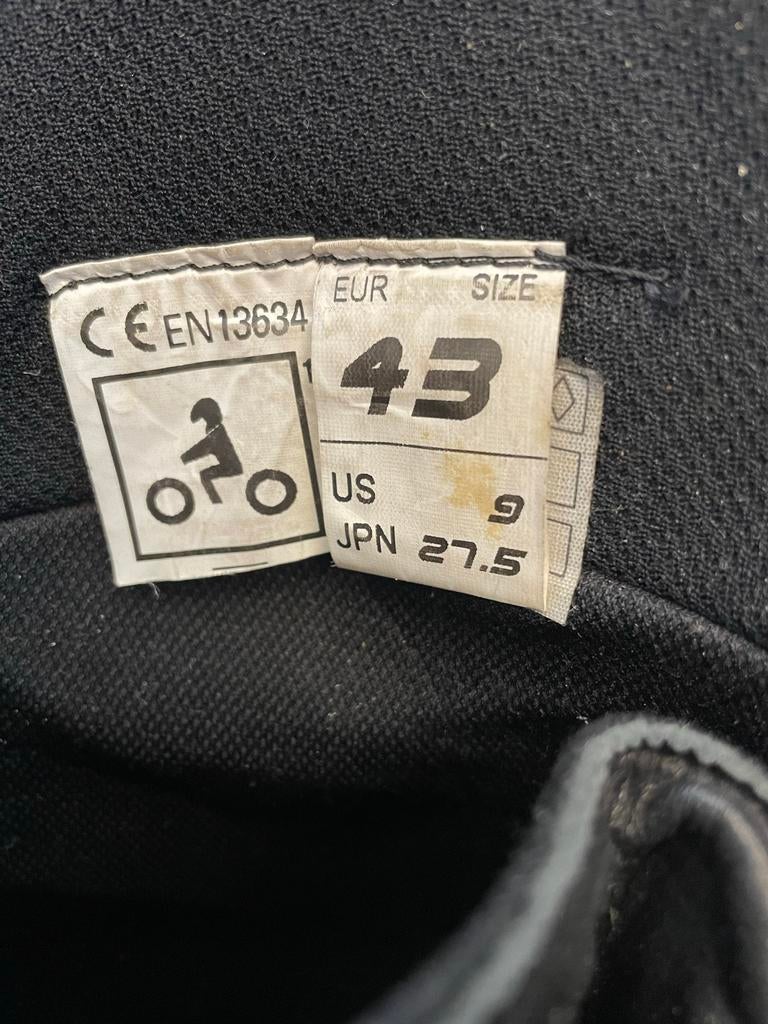 CE EN13634
EUR SIZE
43
US 9
JPN 27.5